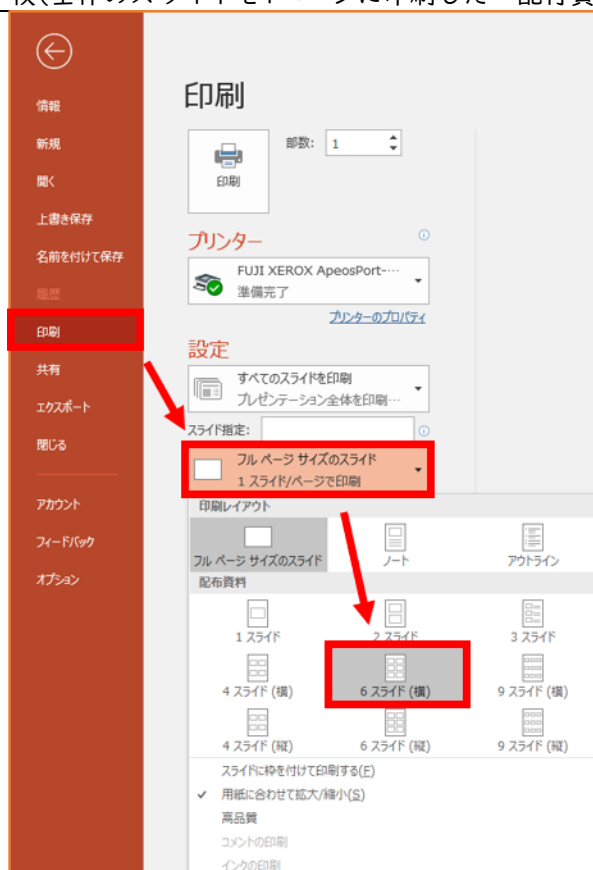 情報
新規
開く
上書き保存
名前を付けて保存
履歴
印刷
共有
エクスポート
閉じる
アカウント
フィードバック
オプション
印刷
印刷
部数: 1
プリンター
FUJI XEROX ApeosPort-…
準備完了
プリンターのプロパティ
設定
すべてのスライドを印刷
プレゼンテーション全体を印刷…
スライド指定:
フル ページ サイズのスライド
1 スライド/ページで印刷
印刷レイアウト
フル ページ サイズのスライド ノート アウトライン
配布資料
1 スライド 2 スライド 3 スライド
4 スライド (横) 6 スライド (横) 9 スライド (横)
4 スライド (縦) 6 スライド (縦) 9 スライド (縦)
スライドに枠を付けて印刷する(F)
✓ 用紙に合わせて拡大/縮小(S)
高品質
コメントの印刷
インクの印刷